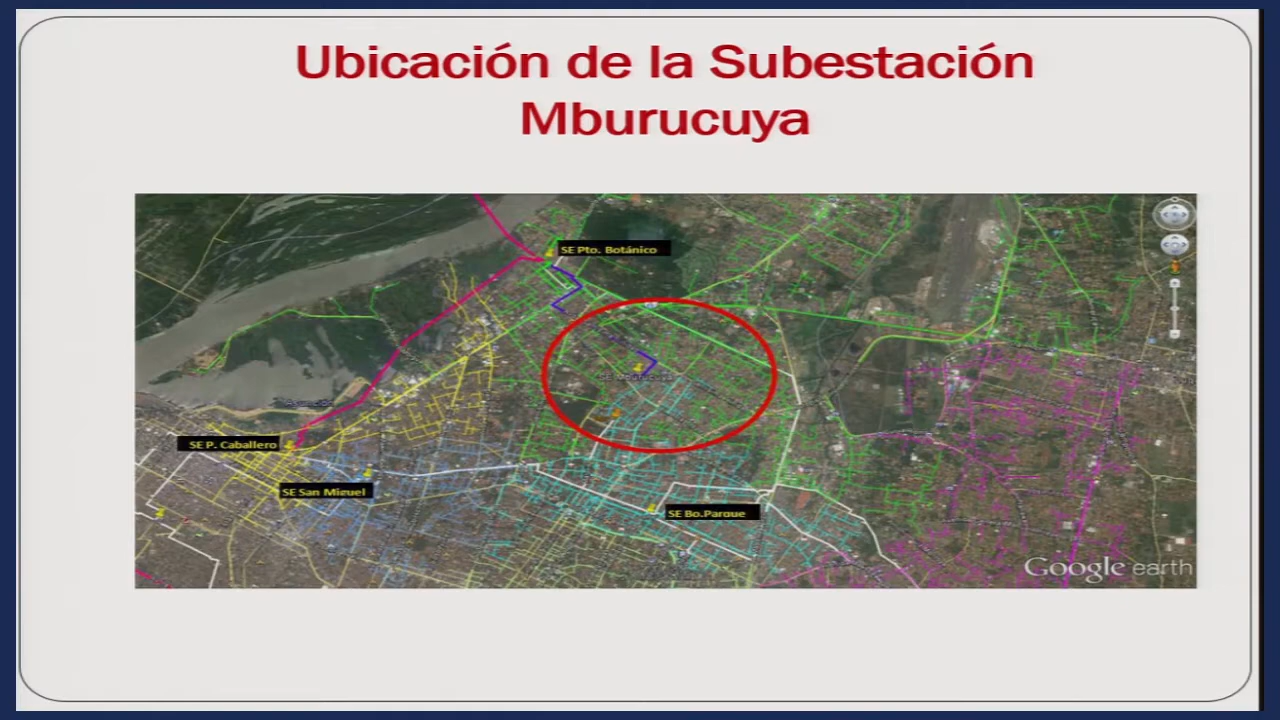 Ubicación de la Subestación
Mburucuya
SE Pto. Botánico
SE P. Caballero
SE San Miguel
SE Bo.Parque
Google earth